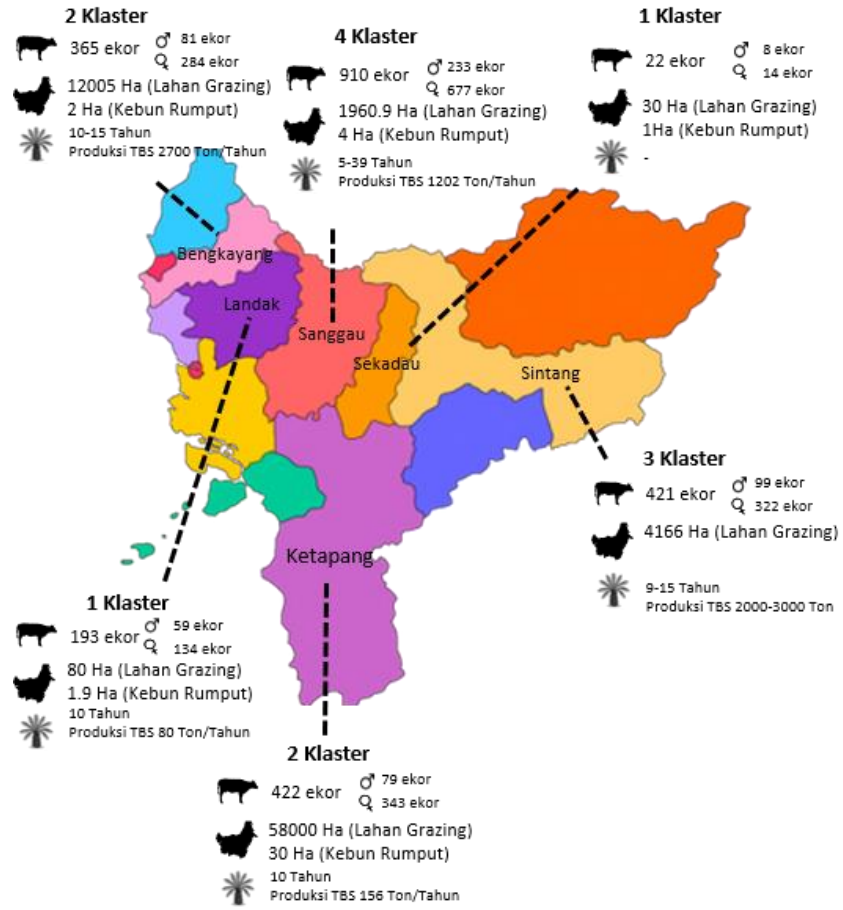 2 Klaster
365 ekor
81 ekor
284 ekor
12005 Ha (Lahan Grazing)
2 Ha (Kebun Rumput)
10-15 Tahun
Produksi TBS 2700 Ton/Tahun
4 Klaster
910 ekor
233 ekor
677 ekor
1960.9 Ha (Lahan Grazing)
4 Ha (Kebun Rumput)
5-39 Tahun
Produksi TBS 1202 Ton/Tahun
1 Klaster
22 ekor
8 ekor
14 ekor
30 Ha (Lahan Grazing)
1Ha (Kebun Rumput)
-
Bengkayang
Landak
Sanggau
Sekadau
Sintang
Ketapang
3 Klaster
421 ekor
99 ekor
322 ekor
4166 Ha (Lahan Grazing)
9-15 Tahun
Produksi TBS 2000-3000 Ton
1 Klaster
193 ekor
59 ekor
134 ekor
80 Ha (Lahan Grazing)
1.9 Ha (Kebun Rumput)
10 Tahun
Produksi TBS 80 Ton/Tahun
2 Klaster
422 ekor
79 ekor
343 ekor
58000 Ha (Lahan Grazing)
30 Ha (Kebun Rumput)
10 Tahun
Produksi TBS 156 Ton/Tahun